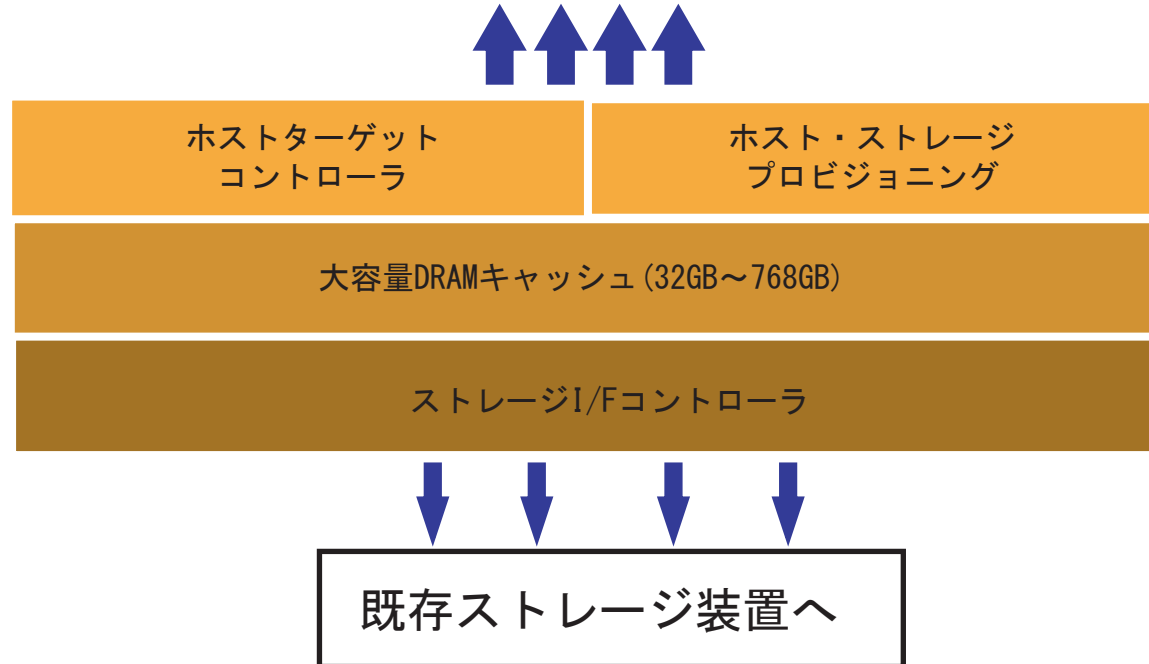 ホストターゲット
コントローラ
ホスト・ストレージ
プロビジョニング
大容量DRAMキャッシュ(32GB～768GB)
ストレージI/Fコントローラ
既存ストレージ装置へ